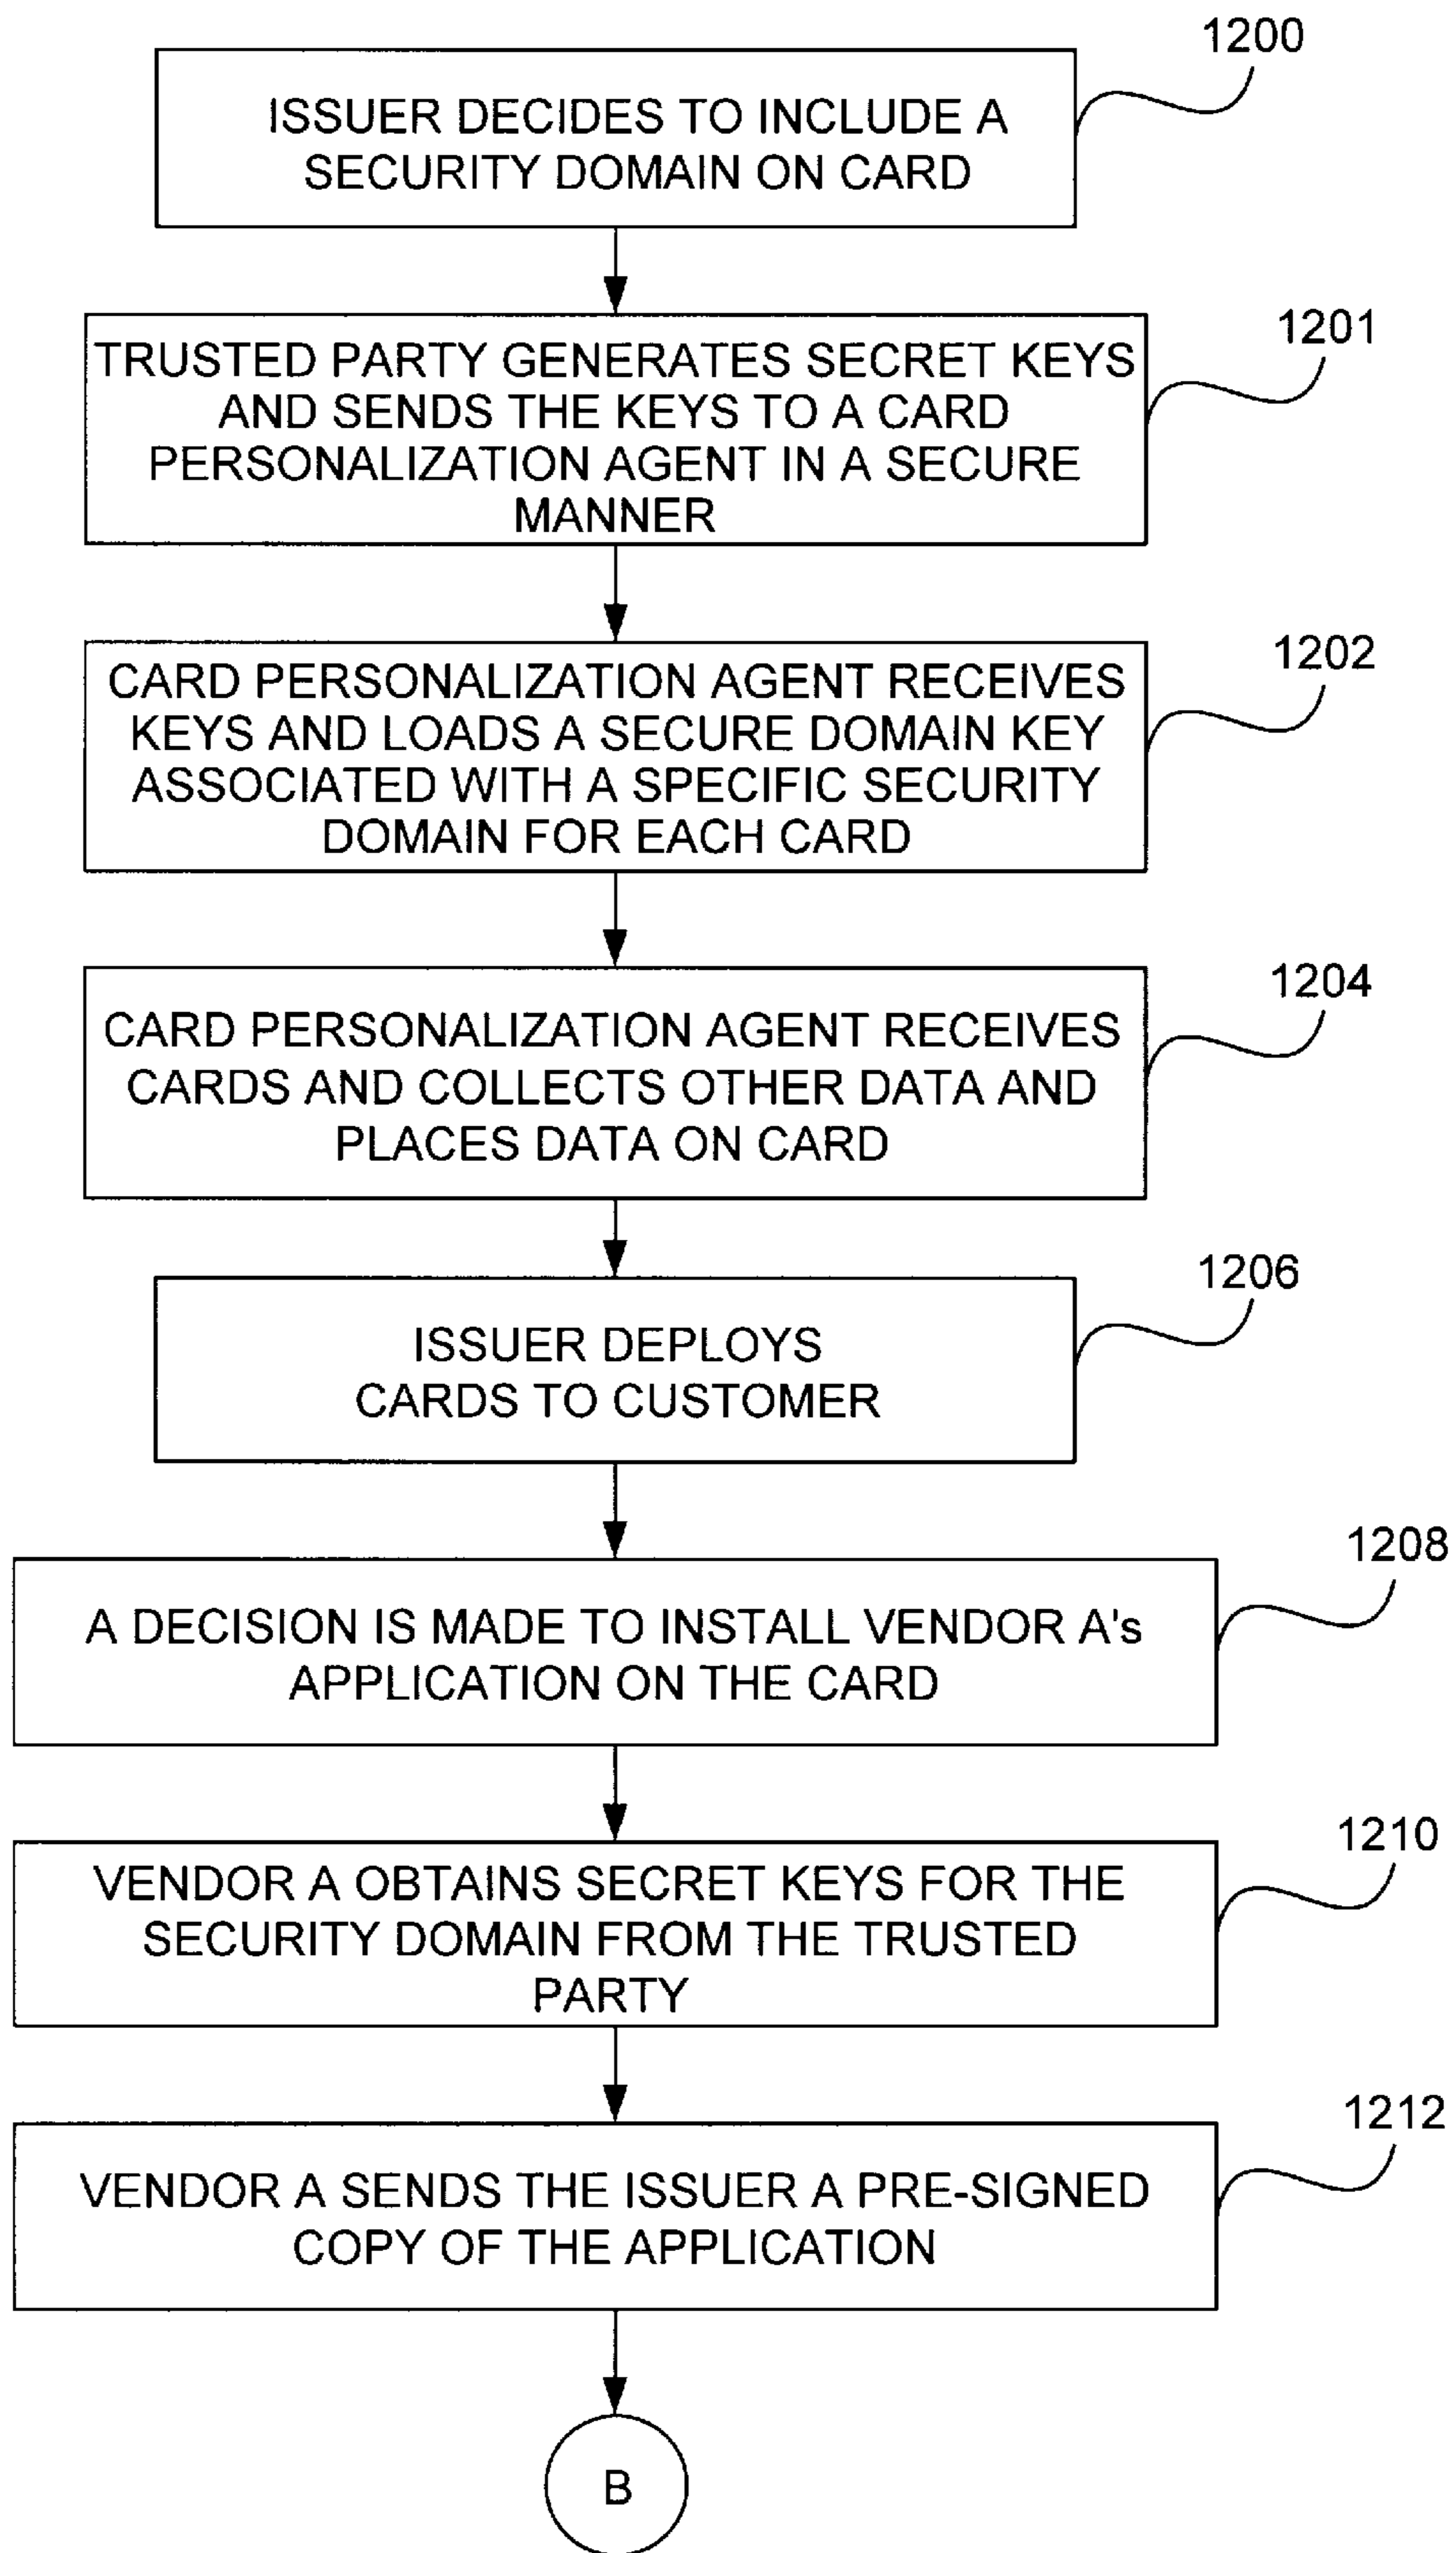 1200
ISSUER DECIDES TO INCLUDE A
SECURITY DOMAIN ON CARD
1201
TRUSTED PARTY GENERATES SECRET KEYS
AND SENDS THE KEYS TO A CARD
PERSONALIZATION AGENT IN A SECURE
MANNER
1202
CARD PERSONALIZATION AGENT RECEIVES
KEYS AND LOADS A SECURE DOMAIN KEY
ASSOCIATED WITH A SPECIFIC SECURITY
DOMAIN FOR EACH CARD
1204
CARD PERSONALIZATION AGENT RECEIVES
CARDS AND COLLECTS OTHER DATA AND
PLACES DATA ON CARD
1206
ISSUER DEPLOYS
CARDS TO CUSTOMER
1208
A DECISION IS MADE TO INSTALL VENDOR A's
APPLICATION ON THE CARD
1210
VENDOR A OBTAINS SECRET KEYS FOR THE
SECURITY DOMAIN FROM THE TRUSTED
PARTY
1212
VENDOR A SENDS THE ISSUER A PRE-SIGNED
COPY OF THE APPLICATION
B